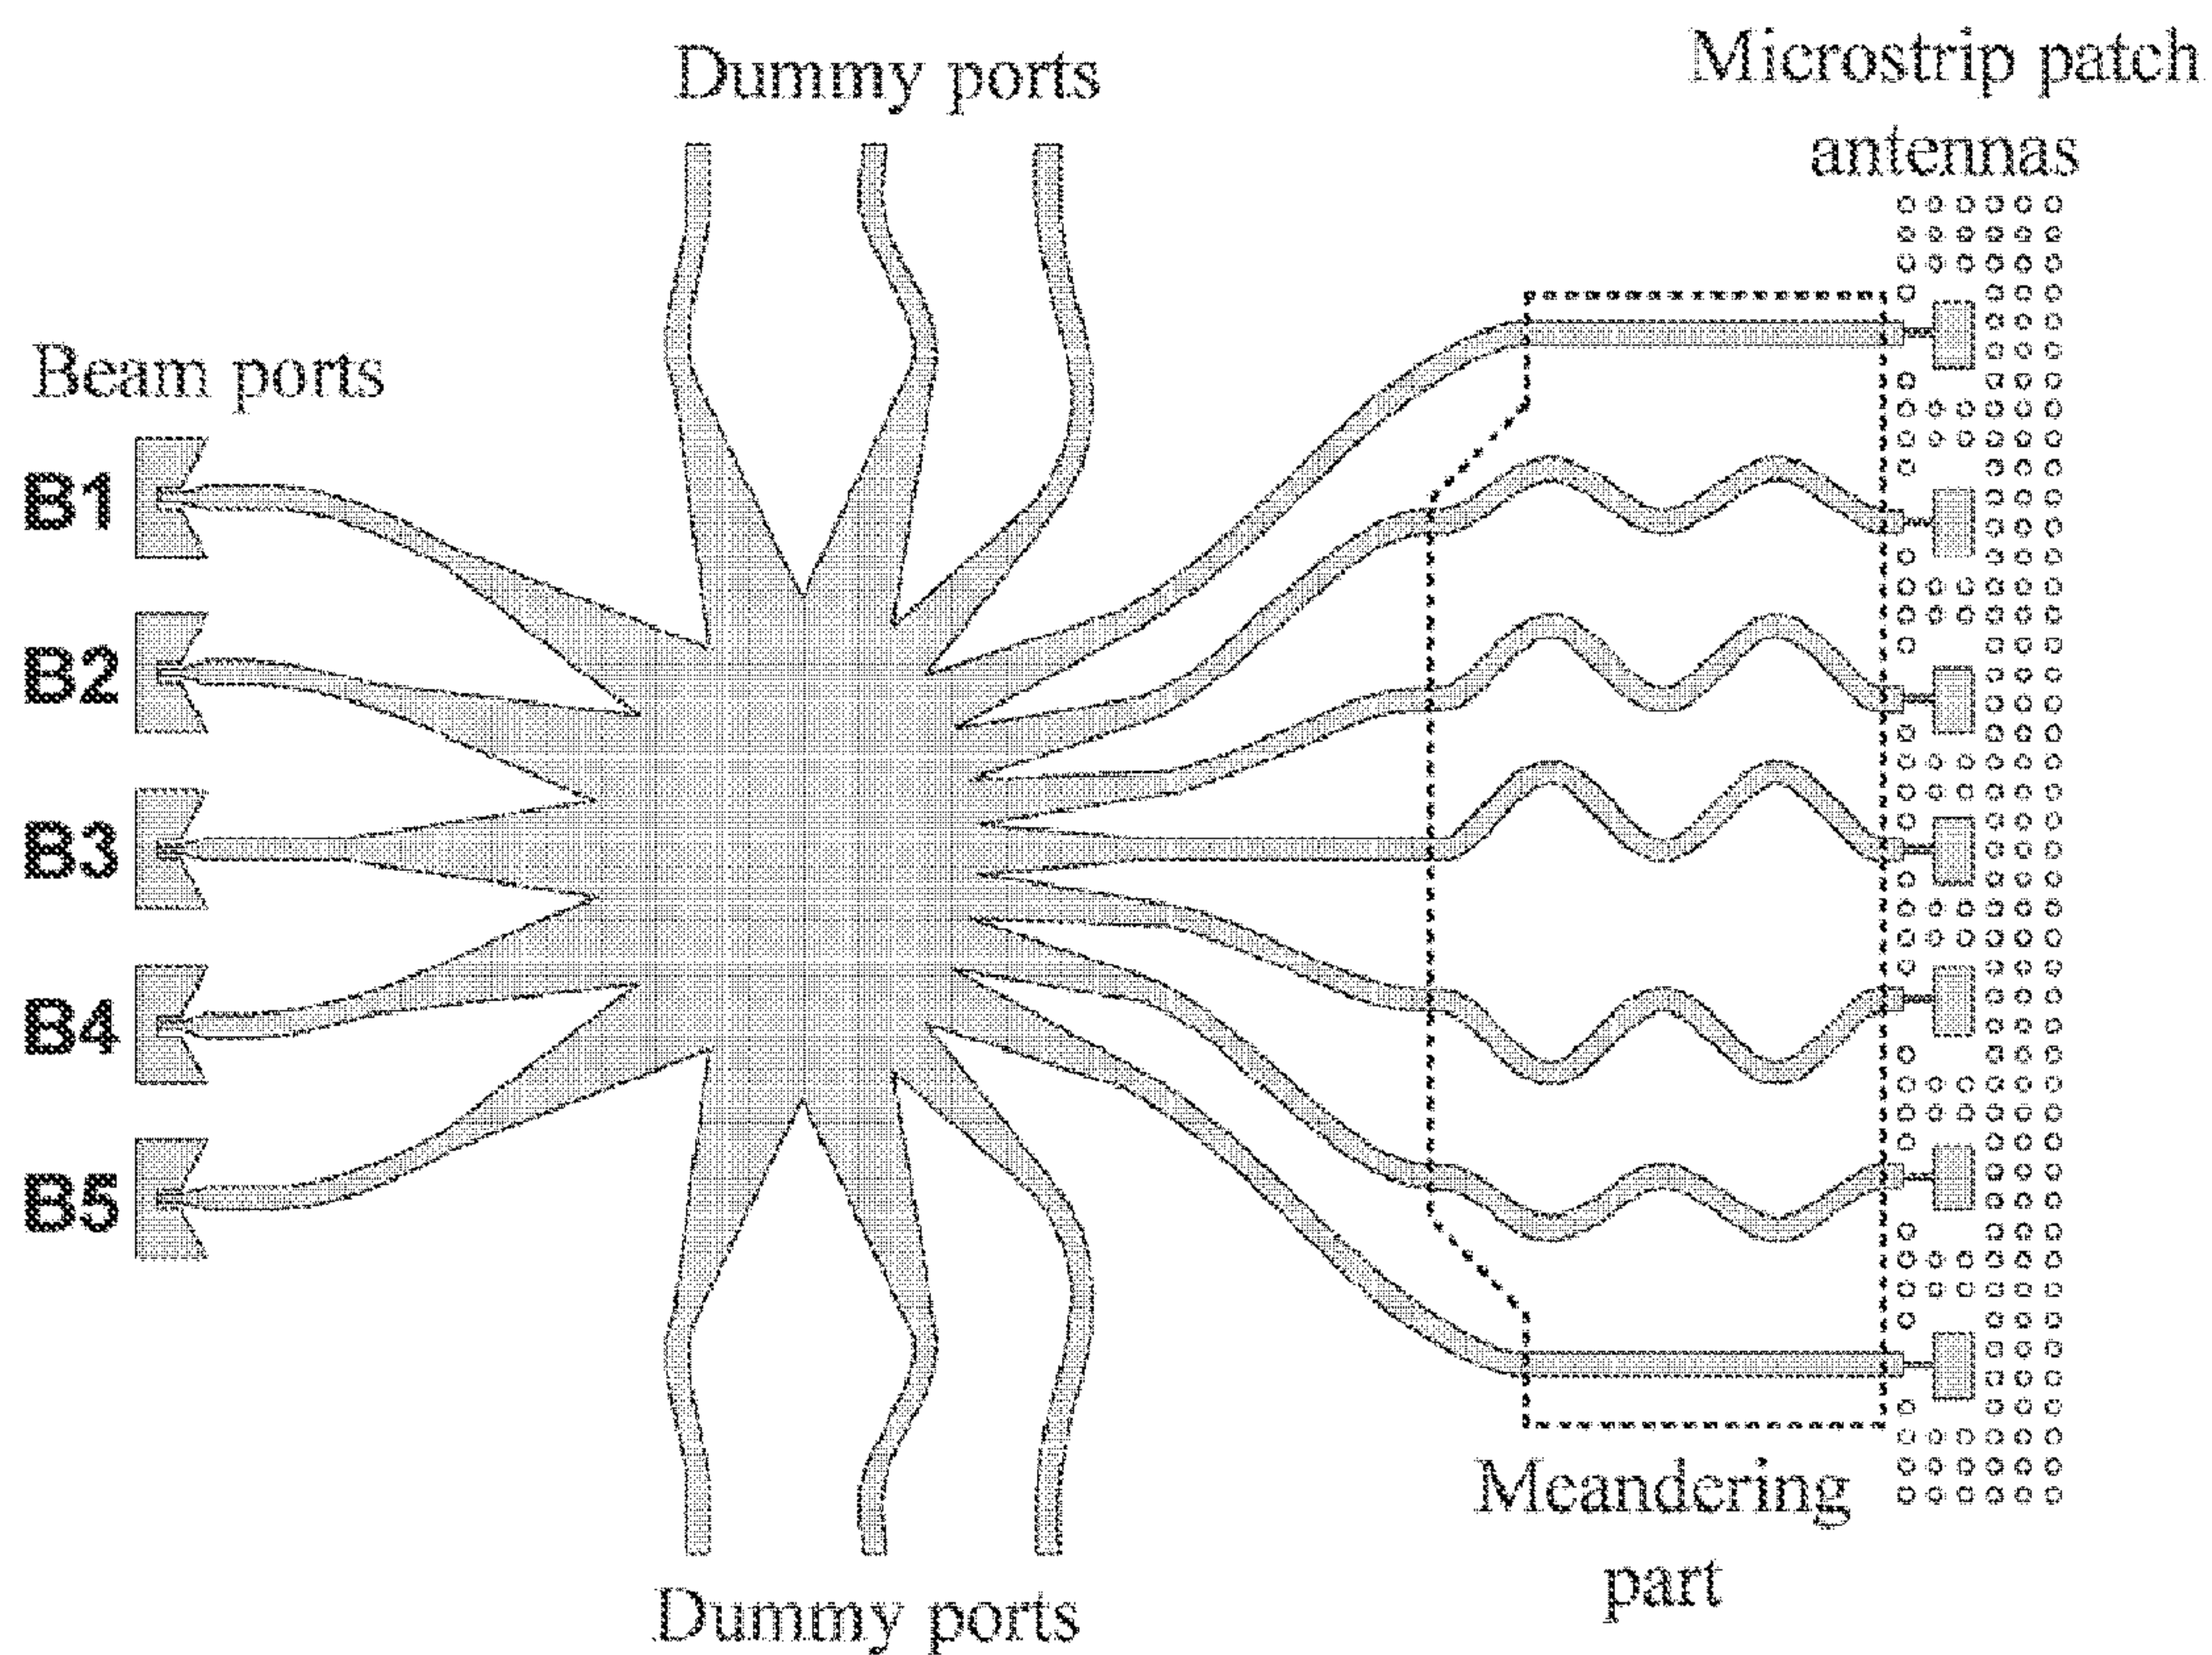 Dummy ports
Microstrip patch
antennas
Beam ports
B1
B2
B3
B4
B5
Meandering
part
Dummy ports